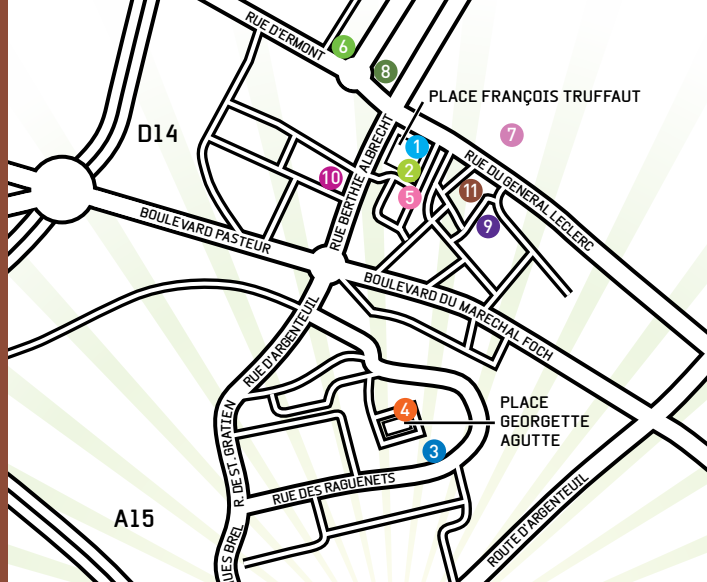 RUE D'ERMONT
6
8
PLACE FRANÇOIS TRUFFAUT
D14
7
1
RUE BERTHIE ALBRECHT
2
RUE DU GENERAL LECLERC
10
5
11
9
BOULEVARD PASTEUR
BOULEVARD DU MARECHAL FOCH
RUE D'ARGENTEUIL
4
PLACE
GEORGETTE
AGUTTE
R. DE ST. GRATIEN
3
RUE DES RAGUENETS
A15
ROUTE D'ARGENTEUIL
UES BREL